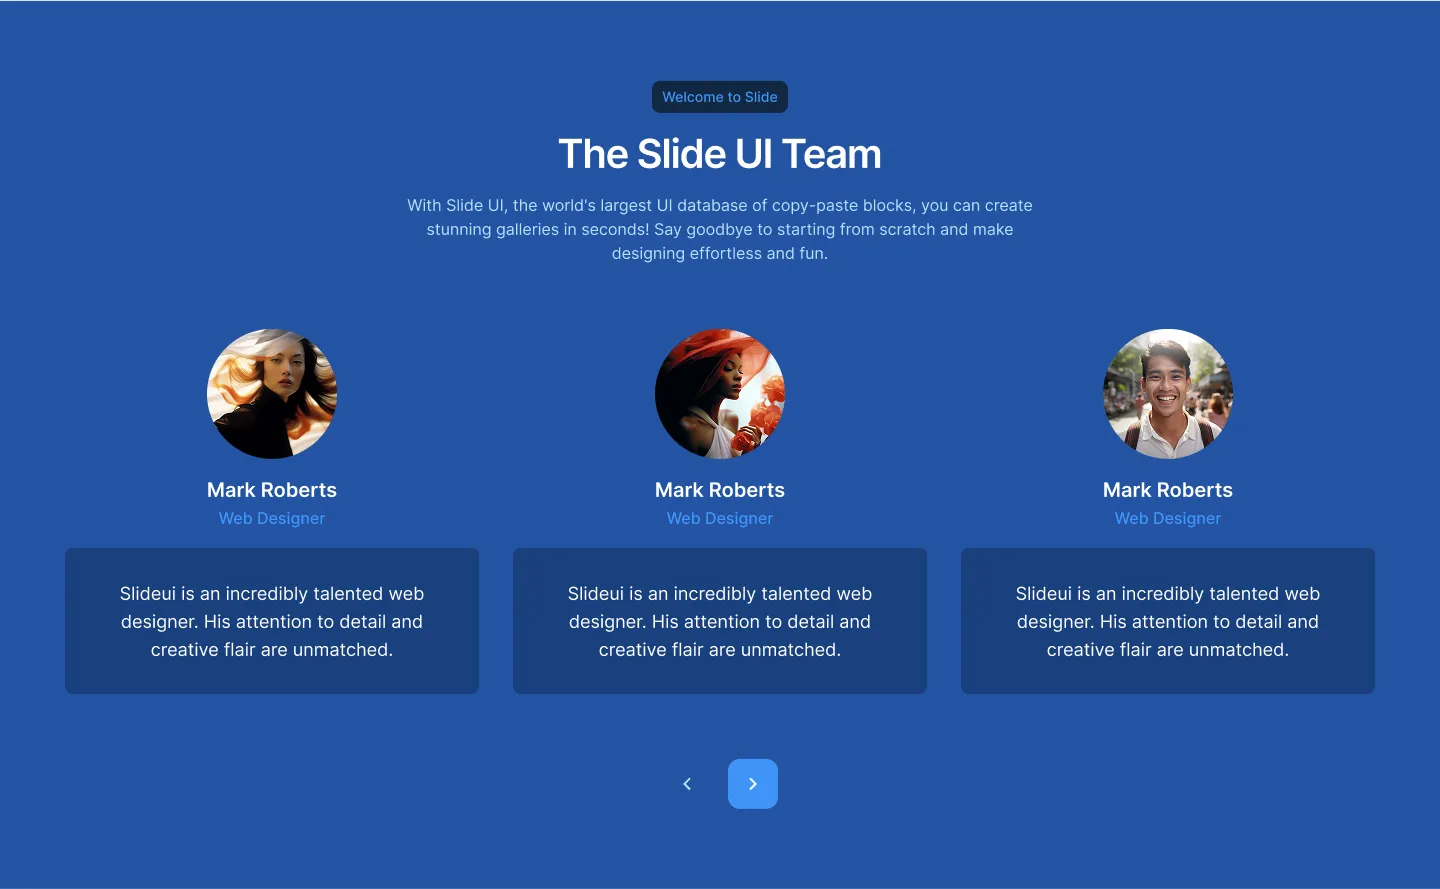 Welcome to Slide
The Slide UI Team
With Slide UI, the world's largest UI database of copy-paste blocks, you can create
stunning galleries in seconds! Say goodbye to starting from scratch and make
designing effortless and fun.
Mark Roberts
Web Designer
Slideui is an incredibly talented web
designer. His attention to detail and
creative flair are unmatched.
Mark Roberts
Web Designer
Slideui is an incredibly talented web
designer. His attention to detail and
creative flair are unmatched.
Mark Roberts
Web Designer
Slideui is an incredibly talented web
designer. His attention to detail and
creative flair are unmatched.